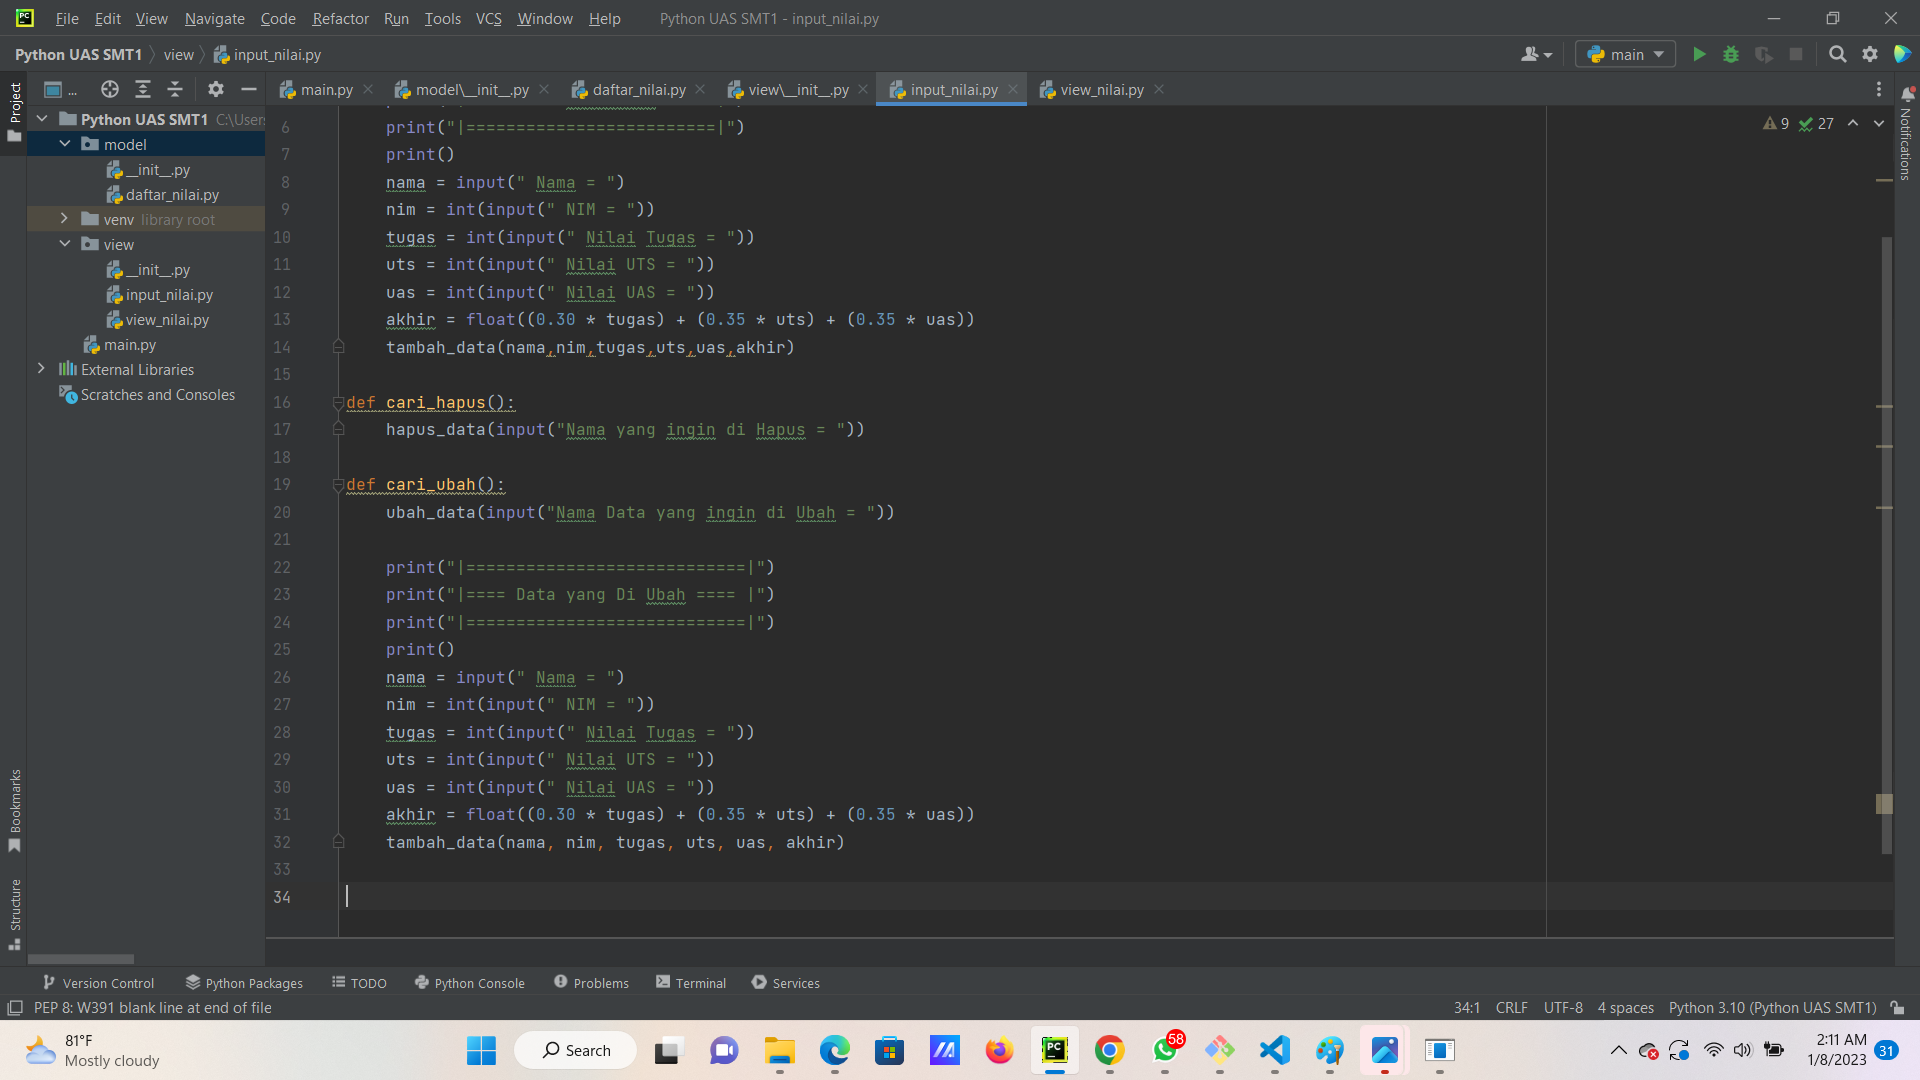 PC File Edit View Navigate Code Refactor Run Tools VCS Window Help Python UAS SMT1 - input_nilai.py
Python UAS SMT1 view input_nilai.py main
Project ... main.py model\__init__.py daftar_nilai.py view\__init__.py input_nilai.py view_nilai.py
Python UAS SMT1 C:\Users
model
__init__.py
daftar_nilai.py
venv library root
view
__init__.py
input_nilai.py
view_nilai.py
main.py
External Libraries
Scratches and Consoles
9 27
Notifications
6 print("|=========================|")
7 print()
8 nama = input(" Nama = ")
9 nim = int(input(" NIM = "))
10 tugas = int(input(" Nilai Tugas = "))
11 uts = int(input(" Nilai UTS = "))
12 uas = int(input(" Nilai UAS = "))
13 akhir = float((0.30 * tugas) + (0.35 * uts) + (0.35 * uas))
14 tambah_data(nama,nim,tugas,uts,uas,akhir)
15
16 def cari_hapus():
17 hapus_data(input("Nama yang ingin di Hapus = "))
18
19 def cari_ubah():
20 ubah_data(input("Nama Data yang ingin di Ubah = "))
21
22 print("|============================|")
23 print("|==== Data yang Di Ubah ==== |")
24 print("|============================|")
25 print()
26 nama = input(" Nama = ")
27 nim = int(input(" NIM = "))
28 tugas = int(input(" Nilai Tugas = "))
29 uts = int(input(" Nilai UTS = "))
30 uas = int(input(" Nilai UAS = "))
31 akhir = float((0.30 * tugas) + (0.35 * uts) + (0.35 * uas))
32 tambah_data(nama, nim, tugas, uts, uas, akhir)
33
34
Bookmarks
Structure
Version Control Python Packages TODO Python Console Problems Terminal Services
PEP 8: W391 blank line at end of file 34:1 CRLF UTF-8 4 spaces Python 3.10 (Python UAS SMT1)
81°F
Mostly cloudy
Search
PC
58
2:11 AM
1/8/2023
31